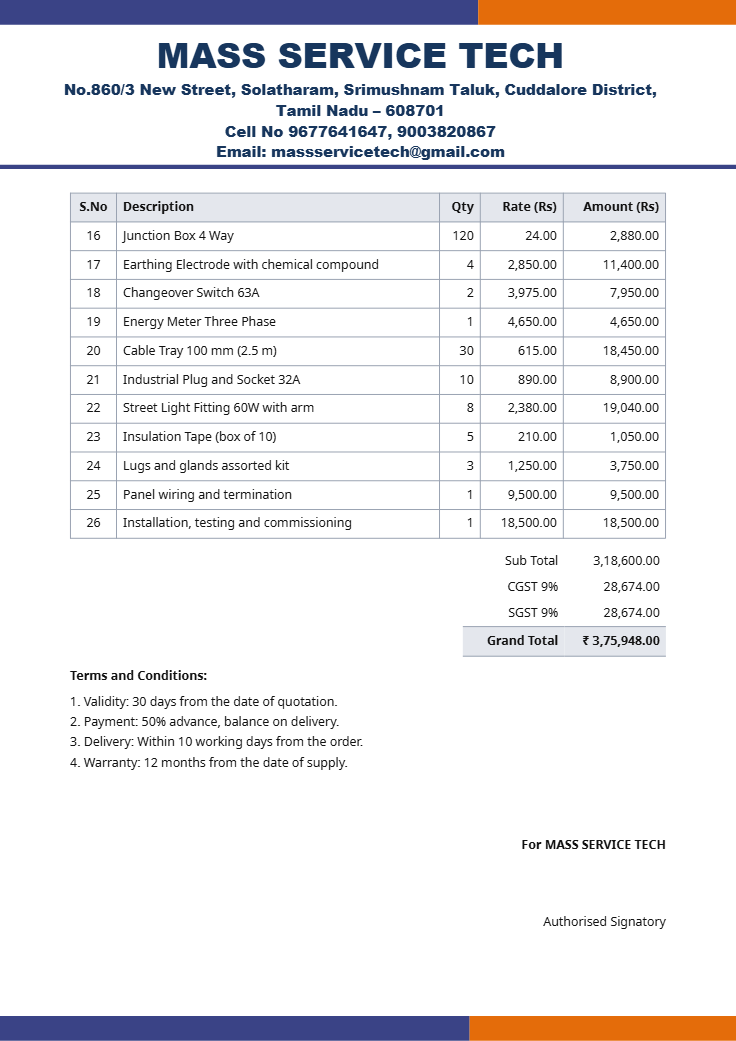 MASS SERVICE TECH
No.860/3 New Street, Solatharam, Srimushnam Taluk, Cuddalore District,
Tamil Nadu – 608701
Cell No 9677641647, 9003820867
Email: massservicetech@gmail.com
S.No Description Qty Rate (Rs) Amount (Rs)
16 Junction Box 4 Way 120 24.00 2,880.00
17 Earthing Electrode with chemical compound 4 2,850.00 11,400.00
18 Changeover Switch 63A 2 3,975.00 7,950.00
19 Energy Meter Three Phase 1 4,650.00 4,650.00
20 Cable Tray 100 mm (2.5 m) 30 615.00 18,450.00
21 Industrial Plug and Socket 32A 10 890.00 8,900.00
22 Street Light Fitting 60W with arm 8 2,380.00 19,040.00
23 Insulation Tape (box of 10) 5 210.00 1,050.00
24 Lugs and glands assorted kit 3 1,250.00 3,750.00
25 Panel wiring and termination 1 9,500.00 9,500.00
26 Installation, testing and commissioning 1 18,500.00 18,500.00
Sub Total 3,18,600.00
CGST 9% 28,674.00
SGST 9% 28,674.00
Grand Total ₹ 3,75,948.00
Terms and Conditions:
1. Validity: 30 days from the date of quotation.
2. Payment: 50% advance, balance on delivery.
3. Delivery: Within 10 working days from the order.
4. Warranty: 12 months from the date of supply.
For MASS SERVICE TECH
Authorised Signatory